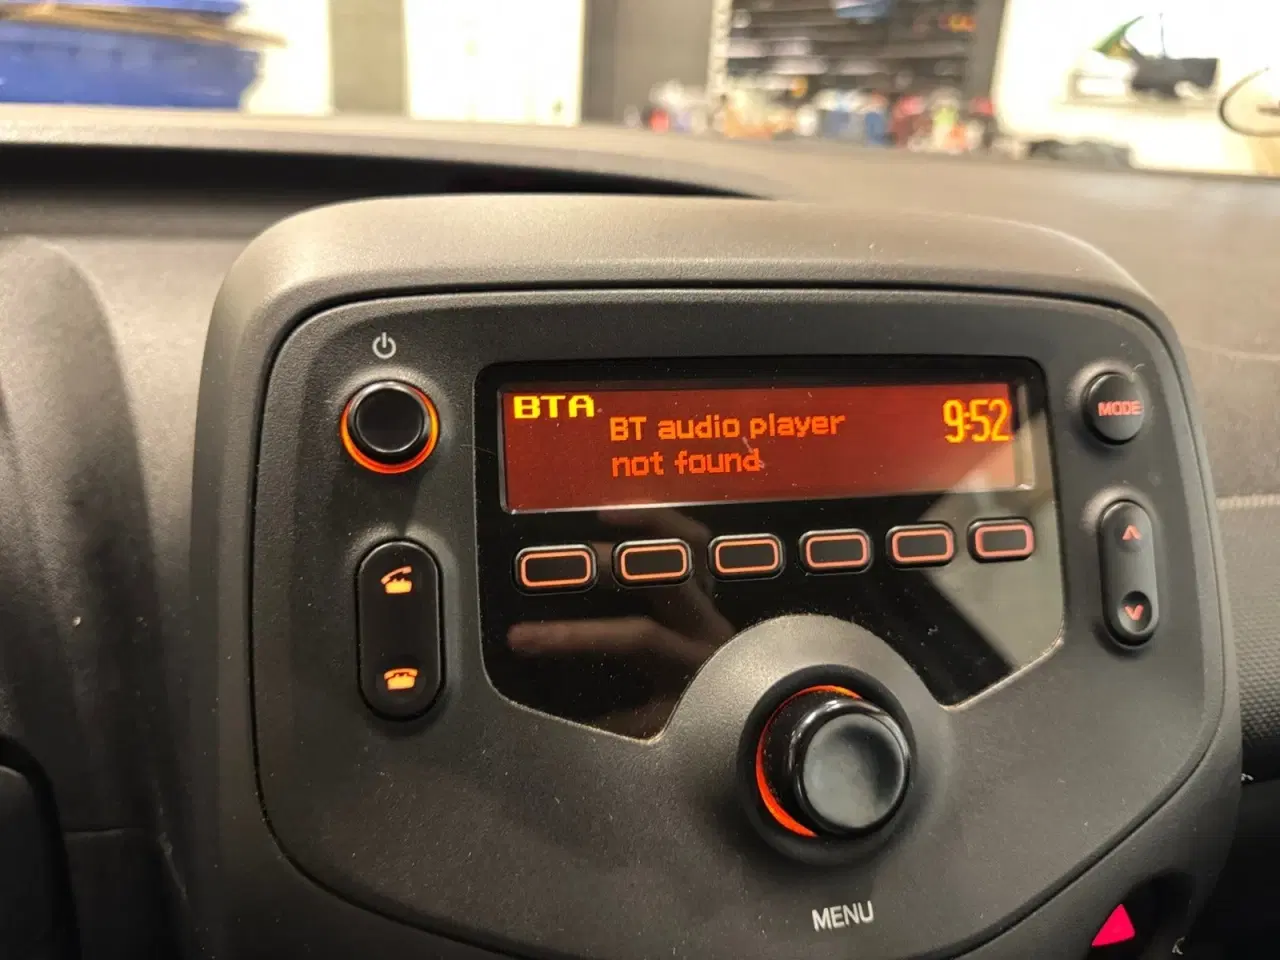 BTA
BT audio player
not found
9:52
MODE
MENU